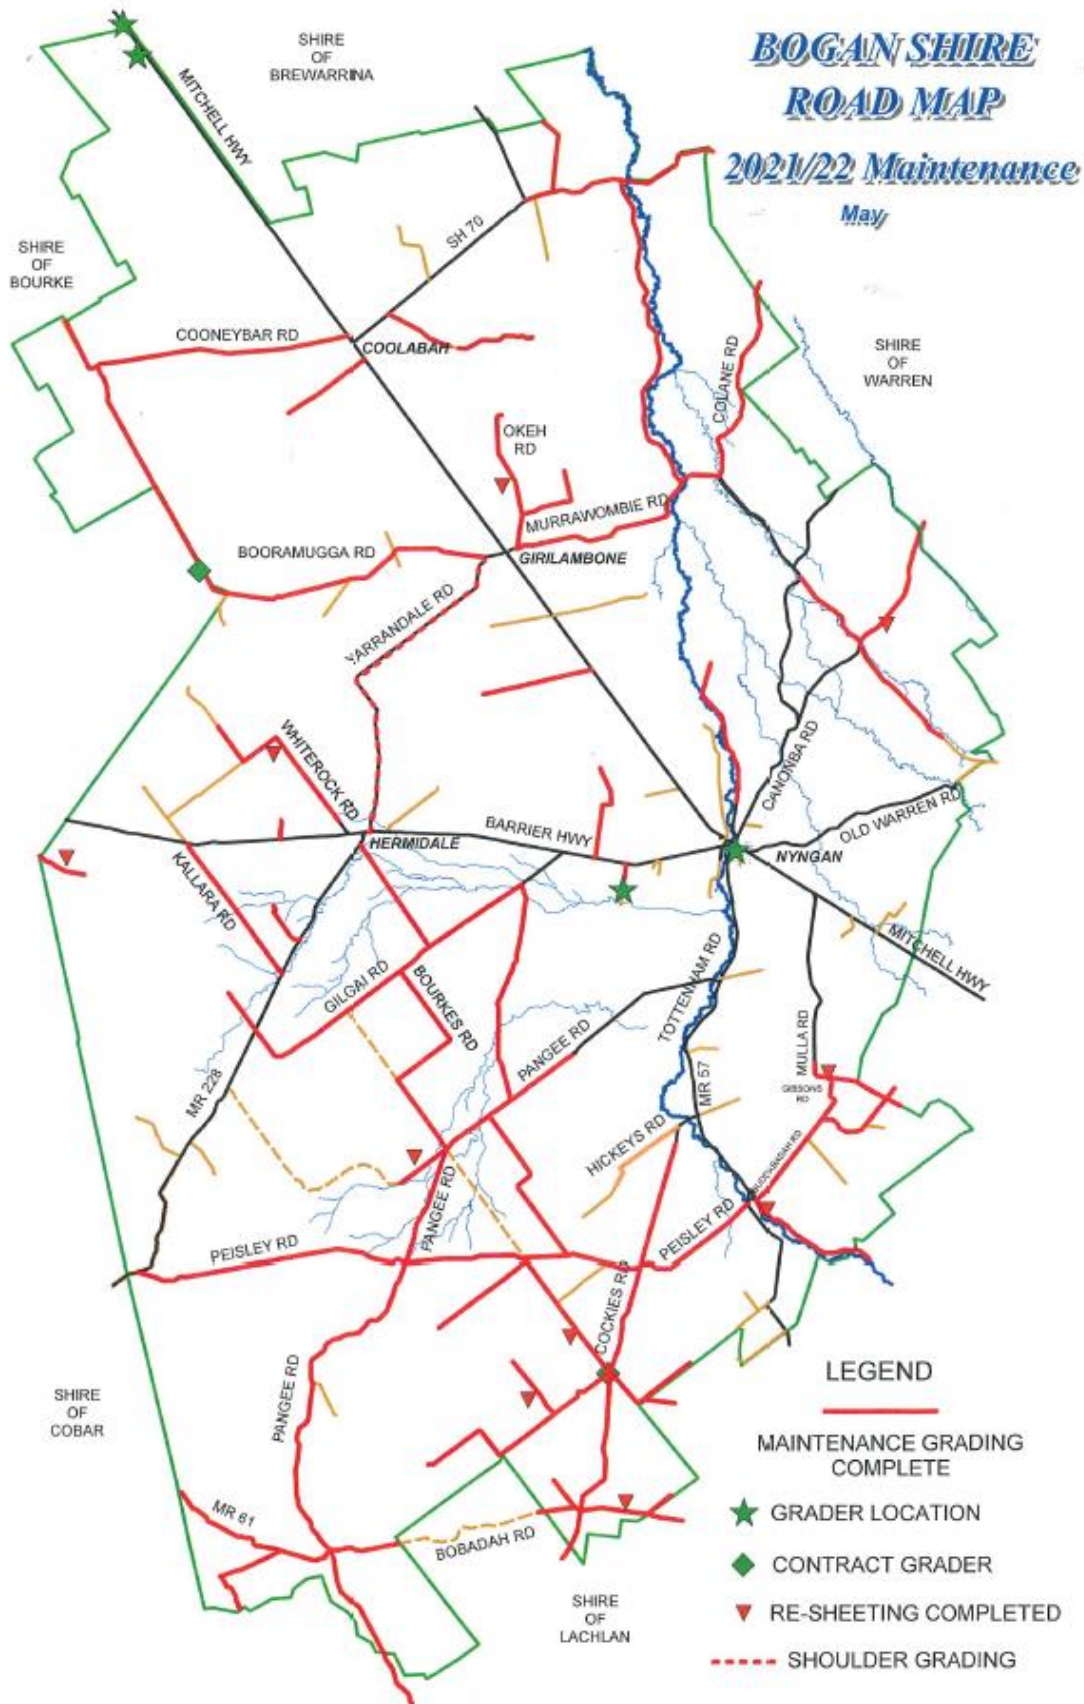 BOGAN SHIRE
ROAD MAP
2021/22 Maintenance
May
SHIRE
OF
BREWARRINA
MITCHELL HWY
SH 70
SHIRE
OF
BOURKE
COONEYBAR RD
COOLABAH
SHIRE
OF
WARREN
COLANE RD
OKEH
RD
MURRAWOMBIE RD
BOORAMUGGA RD
GIRILAMBONE
YARRANDALE RD
WHITEROCK RD
CANONBA RD
OLD WARREN RD
BARRIER HWY
HERMIDALE
NYNGAN
KALLARA RD
MITCHELL HWY
GILGAI RD
BOURKES RD
TOTTENHAM RD
PANGEE RD
MULLA RD
MR 228
MR 57
GIBSONS
RD
HICKEYS RD
PANGEE RD
PEISLEY RD
PEISLEY RD
COCKIES RD
PANGEE RD
SHIRE
OF
COBAR
MR 61
BOBADAH RD
SHIRE
OF
LACHLAN
LEGEND
MAINTENANCE GRADING
COMPLETE
GRADER LOCATION
CONTRACT GRADER
RE-SHEETING COMPLETED
SHOULDER GRADING